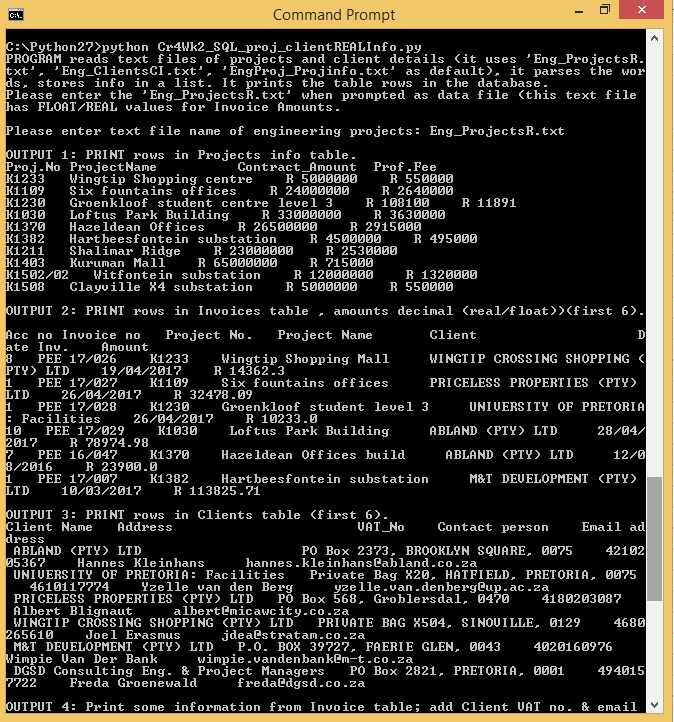 Command Prompt
C:\Python27>python Cr4Wk2_SQL_proj_clientREALInfo.py
PROGRAM reads text files of projects and client details (it uses 'Eng_ProjectsR.
txt', 'Eng_ClientsCI.txt', 'EngProj_Projinfo.txt' as default), it parses the wor
ds, stores info in a list. It prints the table rows in the database.
Please enter the 'Eng_ProjectsR.txt' when prompted as data file (this text file
has FLOAT/REAL values for Invoice Amounts.
Please enter text file name of engineering projects: Eng_ProjectsR.txt
OUTPUT 1: PRINT rows in Projects info table.
Proj.No ProjectName Contract_Amount Prof.Fee
K1233 Wingtip Shopping centre R 5000000 R 550000
K1109 Six fountains offices R 24000000 R 2640000
K1230 Groenkloof student centre level 3 R 108100 R 11891
K1030 Loftus Park Building R 33000000 R 3630000
K1370 Hazeldean Offices R 26500000 R 2915000
K1382 Hartbeesfontein substation R 4500000 R 495000
K1211 Shalimar Ridge R 23000000 R 2530000
K1403 Kuruman Mall R 65000000 R 715000
K1502/02 Witfontein substation R 12000000 R 1320000
K1508 Clayville X4 substation R 5000000 R 550000
OUTPUT 2: PRINT rows in Invoices table , amounts decimal (real/float))(first 6).
Acc no Invoice no Project No. Project Name Client D
ate Inv. Amount
8 PEE 17/026 K1233 Wingtip Shopping Mall WINGTIP CROSSING SHOPPING (
PTY) LTD 19/04/2017 R 14362.3
1 PEE 17/027 K1109 Six fountains offices PRICELESS PROPERTIES (PTY)
LTD 26/04/2017 R 32478.09
1 PEE 17/028 K1230 Groenkloof student level 3 UNIVERSITY OF PRETORIA
: Facilities 26/04/2017 R 10233.0
10 PEE 17/029 K1030 Loftus Park Building ABLAND (PTY) LTD 28/04/
2017 R 78974.98
7 PEE 16/047 K1370 Hazeldean Offices build ABLAND (PTY) LTD 12/0
8/2016 R 23900.0
1 PEE 17/007 K1382 Hartbeesfontein substation M&T DEVELOPMENT (PTY)
LTD 10/03/2017 R 113825.71
OUTPUT 3: PRINT rows in Clients table (first 6).
Client Name Address VAT_No Contact person Email ad
dress
ABLAND (PTY) LTD PO Box 2373, BROOKLYN SQUARE, 0075 42102
05367 Hannes Kleinhans hannes.kleinhans@abland.co.za
UNIVERSITY OF PRETORIA: Facilities Private Bag X20, HATFIELD, PRETORIA, 0075
4610117774 Yzelle van den Berg yzelle.van.denberg@up.ac.za
PRICELESS PROPERTIES (PTY) LTD PO Box 568, Groblersdal, 0470 4180203087
Albert Blignaut albert@micawcity.co.za
WINGTIP CROSSING SHOPPING (PTY) LTD PRIVATE BAG X504, SINOVILLE, 0129 4680
265610 Joel Erasmus jdea@stratam.co.za
M&T DEVELOPMENT (PTY) LTD P.O. BOX 39727, FAERIE GLEN, 0043 4020160976
Wimpie Van Der Bank wimpie.vandenbank@m-t.co.za
DGSD Consulting Eng. & Project Managers PO Box 2821, PRETORIA, 0001 494015
7722 Freda Groenewald freda@dgsd.co.za
OUTPUT 4: Print some information from Invoice table; add Client VAT no. & email